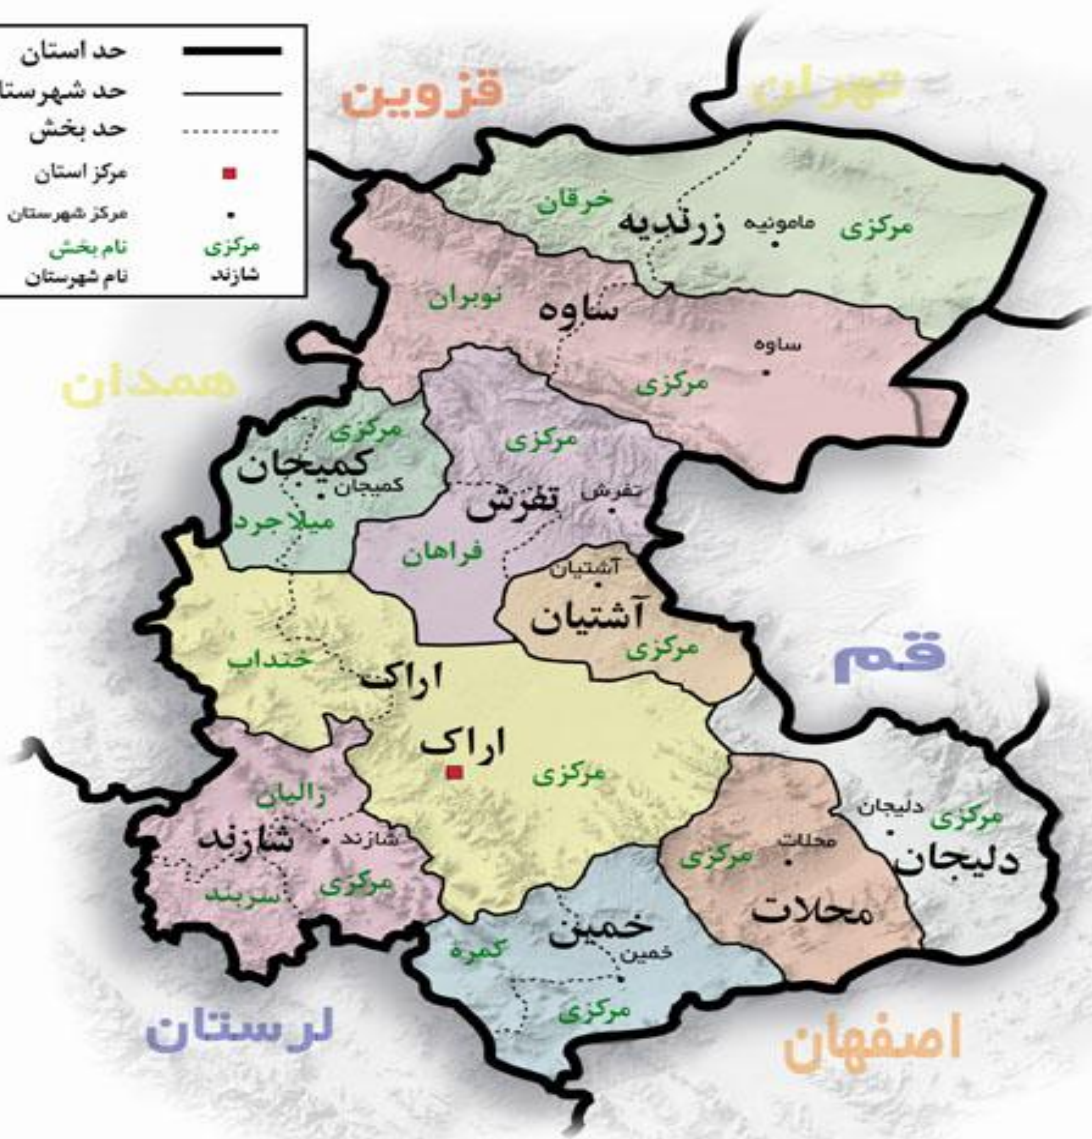 حد استان
حد شهرستا
حد بخش
مرکز استان
مرکز شهرستان
نام بخش مرکزی
نام شهرستان شازند
تهران
قزوین
خرقان
زرندیه
مامونیه
مرکزی
نوبران
ساوه
ساوه
مرکزی
همدان
مرکزی
کمیجان
کمیجان
میلاجرد
مرکزی
تفرش
تفرش
فراهان
آشتیان
آشتیان
مرکزی
قم
خنداب
اراک
اراک
مرکزی
زالیان
شازند
شازند
سربند
مرکزی
دلیجان
مرکزی
دلیجان
محلات
مرکزی
محلات
خمین
خمین
کمرة
مرکزی
لرستان
اصفهان